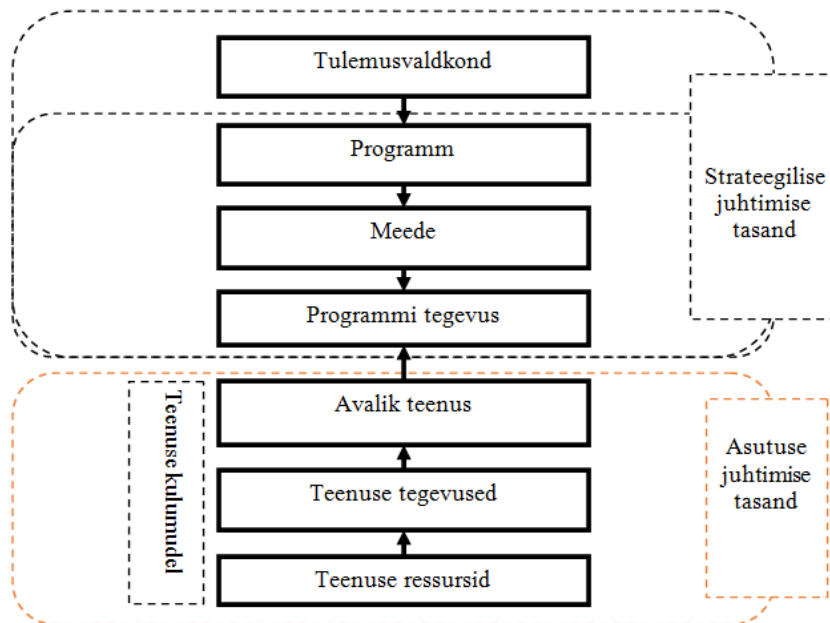 Tulemusvaldkond
Programm
Meede
Programmi tegevus
Strateegilise
juhtimise
tasand
Teenuse kulumudel
Avalik teenus
Teenuse tegevused
Teenuse ressursid
Asutuse
juhtimise
tasand